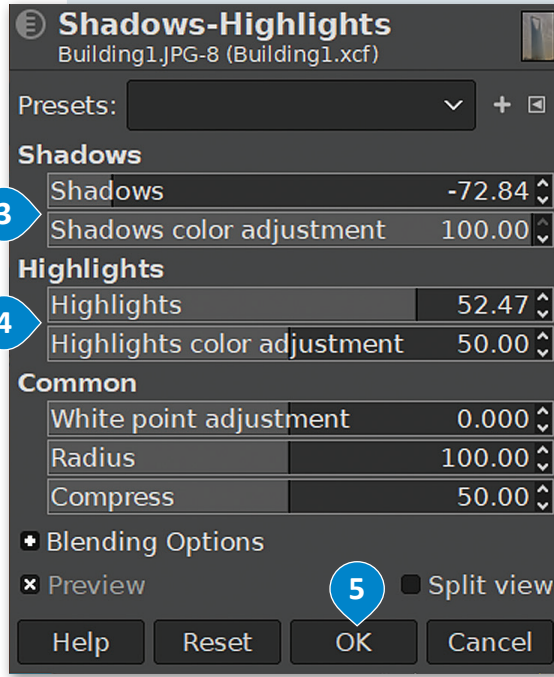 Shadows-Highlights
Building1.JPG-8 (Building1.xcf)
Presets:
Shadows
Shadows -72.84
3
Shadows color adjustment 100.00
Highlights
Highlights 52.47
4
Highlights color adjustment 50.00
Common
White point adjustment 0.000
Radius 100.00
Compress 50.00
Blending Options
Preview 5 Split view
Help Reset OK Cancel